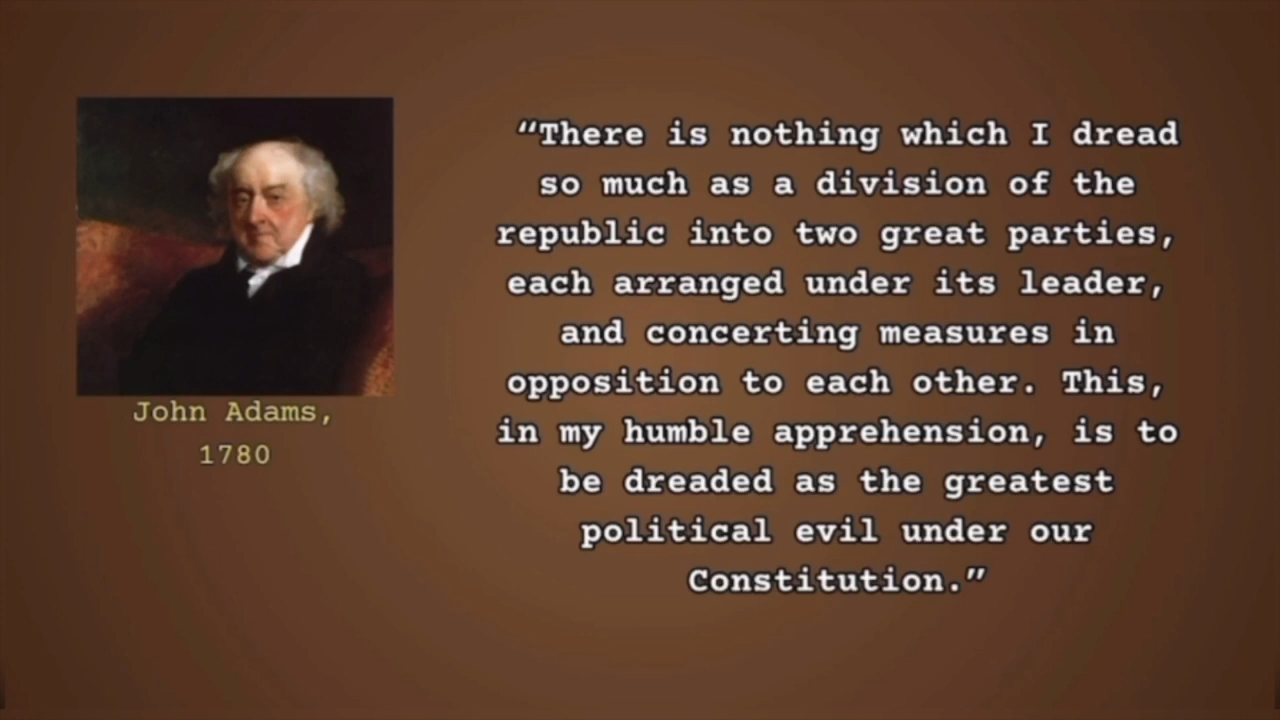 “There is nothing which I dread
so much as a division of the
republic into two great parties,
each arranged under its leader,
and concerting measures in
opposition to each other. This,
in my humble apprehension, is to
be dreaded as the greatest
political evil under our
Constitution.”
John Adams,
1780